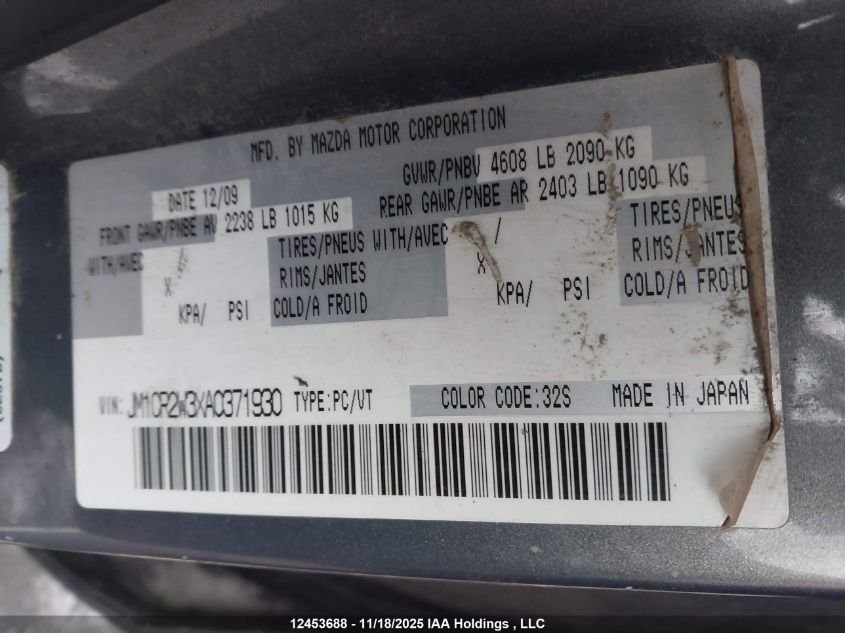 MFD. BY MAZDA MOTOR CORPORATION
DATE 12/09
GVWR/PNBV 4608 LB 2090 KG
FRONT GAWR/PNBE AV 2238 LB 1015 KG
REAR GAWR/PNBE AR 2403 LB 1090 KG
WITH/AVEC / TIRES/PNEUS WITH/AVEC / TIRES/PNEUS
X RIMS/JANTES X RIMS/JANTES
KPA/ PSI COLD/A FROID KPA/ PSI COLD/A FROID
VIN: JM1CR2W3XA0371930 TYPE:PC/VT COLOR CODE:32S MADE IN JAPAN
12453688 - 11/18/2025 IAA Holdings , LLC